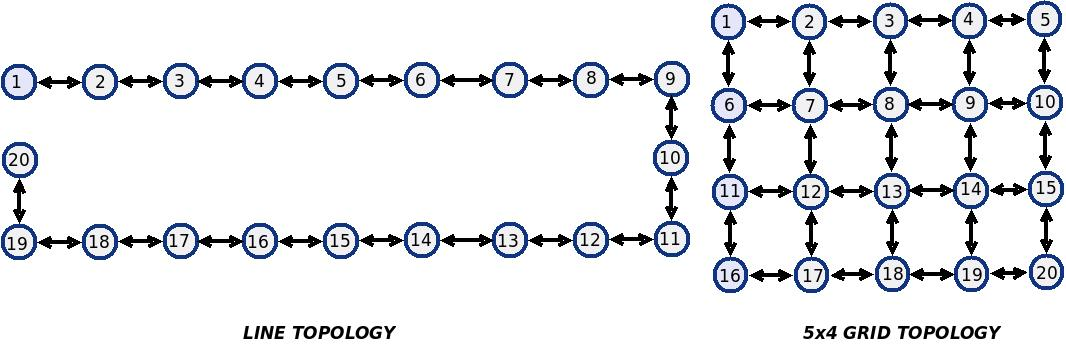 1 2 3 4 5 6 7 8 9
20 10
19 18 17 16 15 14 13 12 11
LINE TOPOLOGY
1 2 3 4 5
6 7 8 9 10
11 12 13 14 15
16 17 18 19 20
5x4 GRID TOPOLOGY